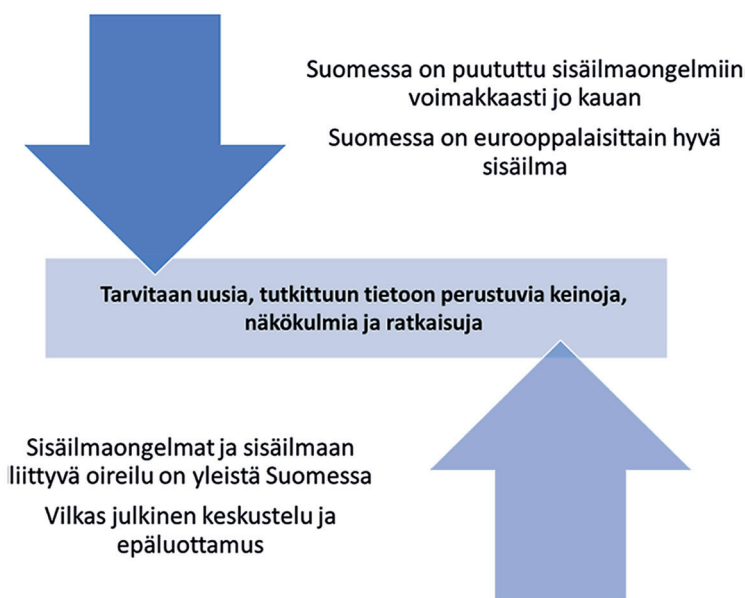 Suomessa on puututtu sisäilmaongelmiin
voimakkaasti jo kauan
Suomessa on eurooppalaisittain hyvä
sisäilma
Tarvitaan uusia, tutkittuun tietoon perustuvia keinoja,
näkökulmia ja ratkaisuja
Sisäilmaongelmat ja sisäilmaan
liittyvä oireilu on yleistä Suomessa
Vilkas julkinen keskustelu ja
epäluottamus